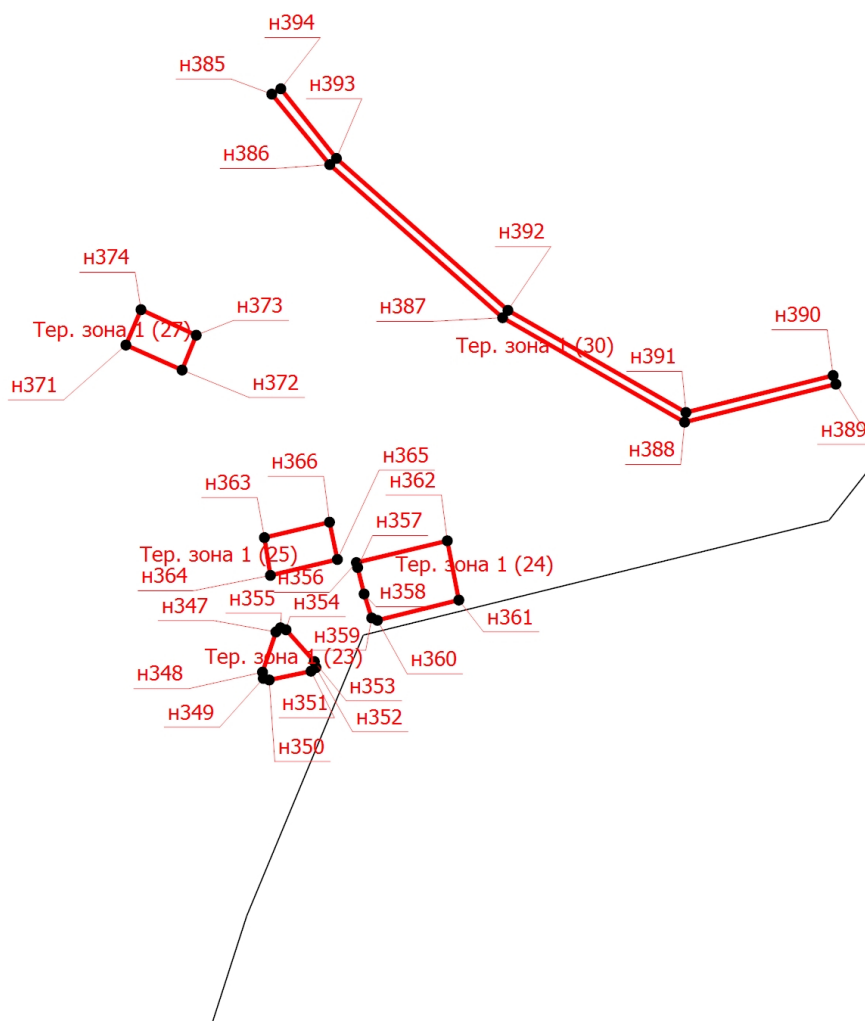 н394
н385
н393
н386
н392
н374
н373
н387
н390
Тер. зона 1 (27)
Тер. зона 1 (30)
н371
н372
н391
н389
н388
н366
н365
н363
н362
н357
Тер. зона 1 (25)
Тер. зона 1 (24)
н364
н356
н358
н355
н354
н347
н359
н361
н360
Тер. зона 1 (23)
н348
н353
н349
н351
н352
н350